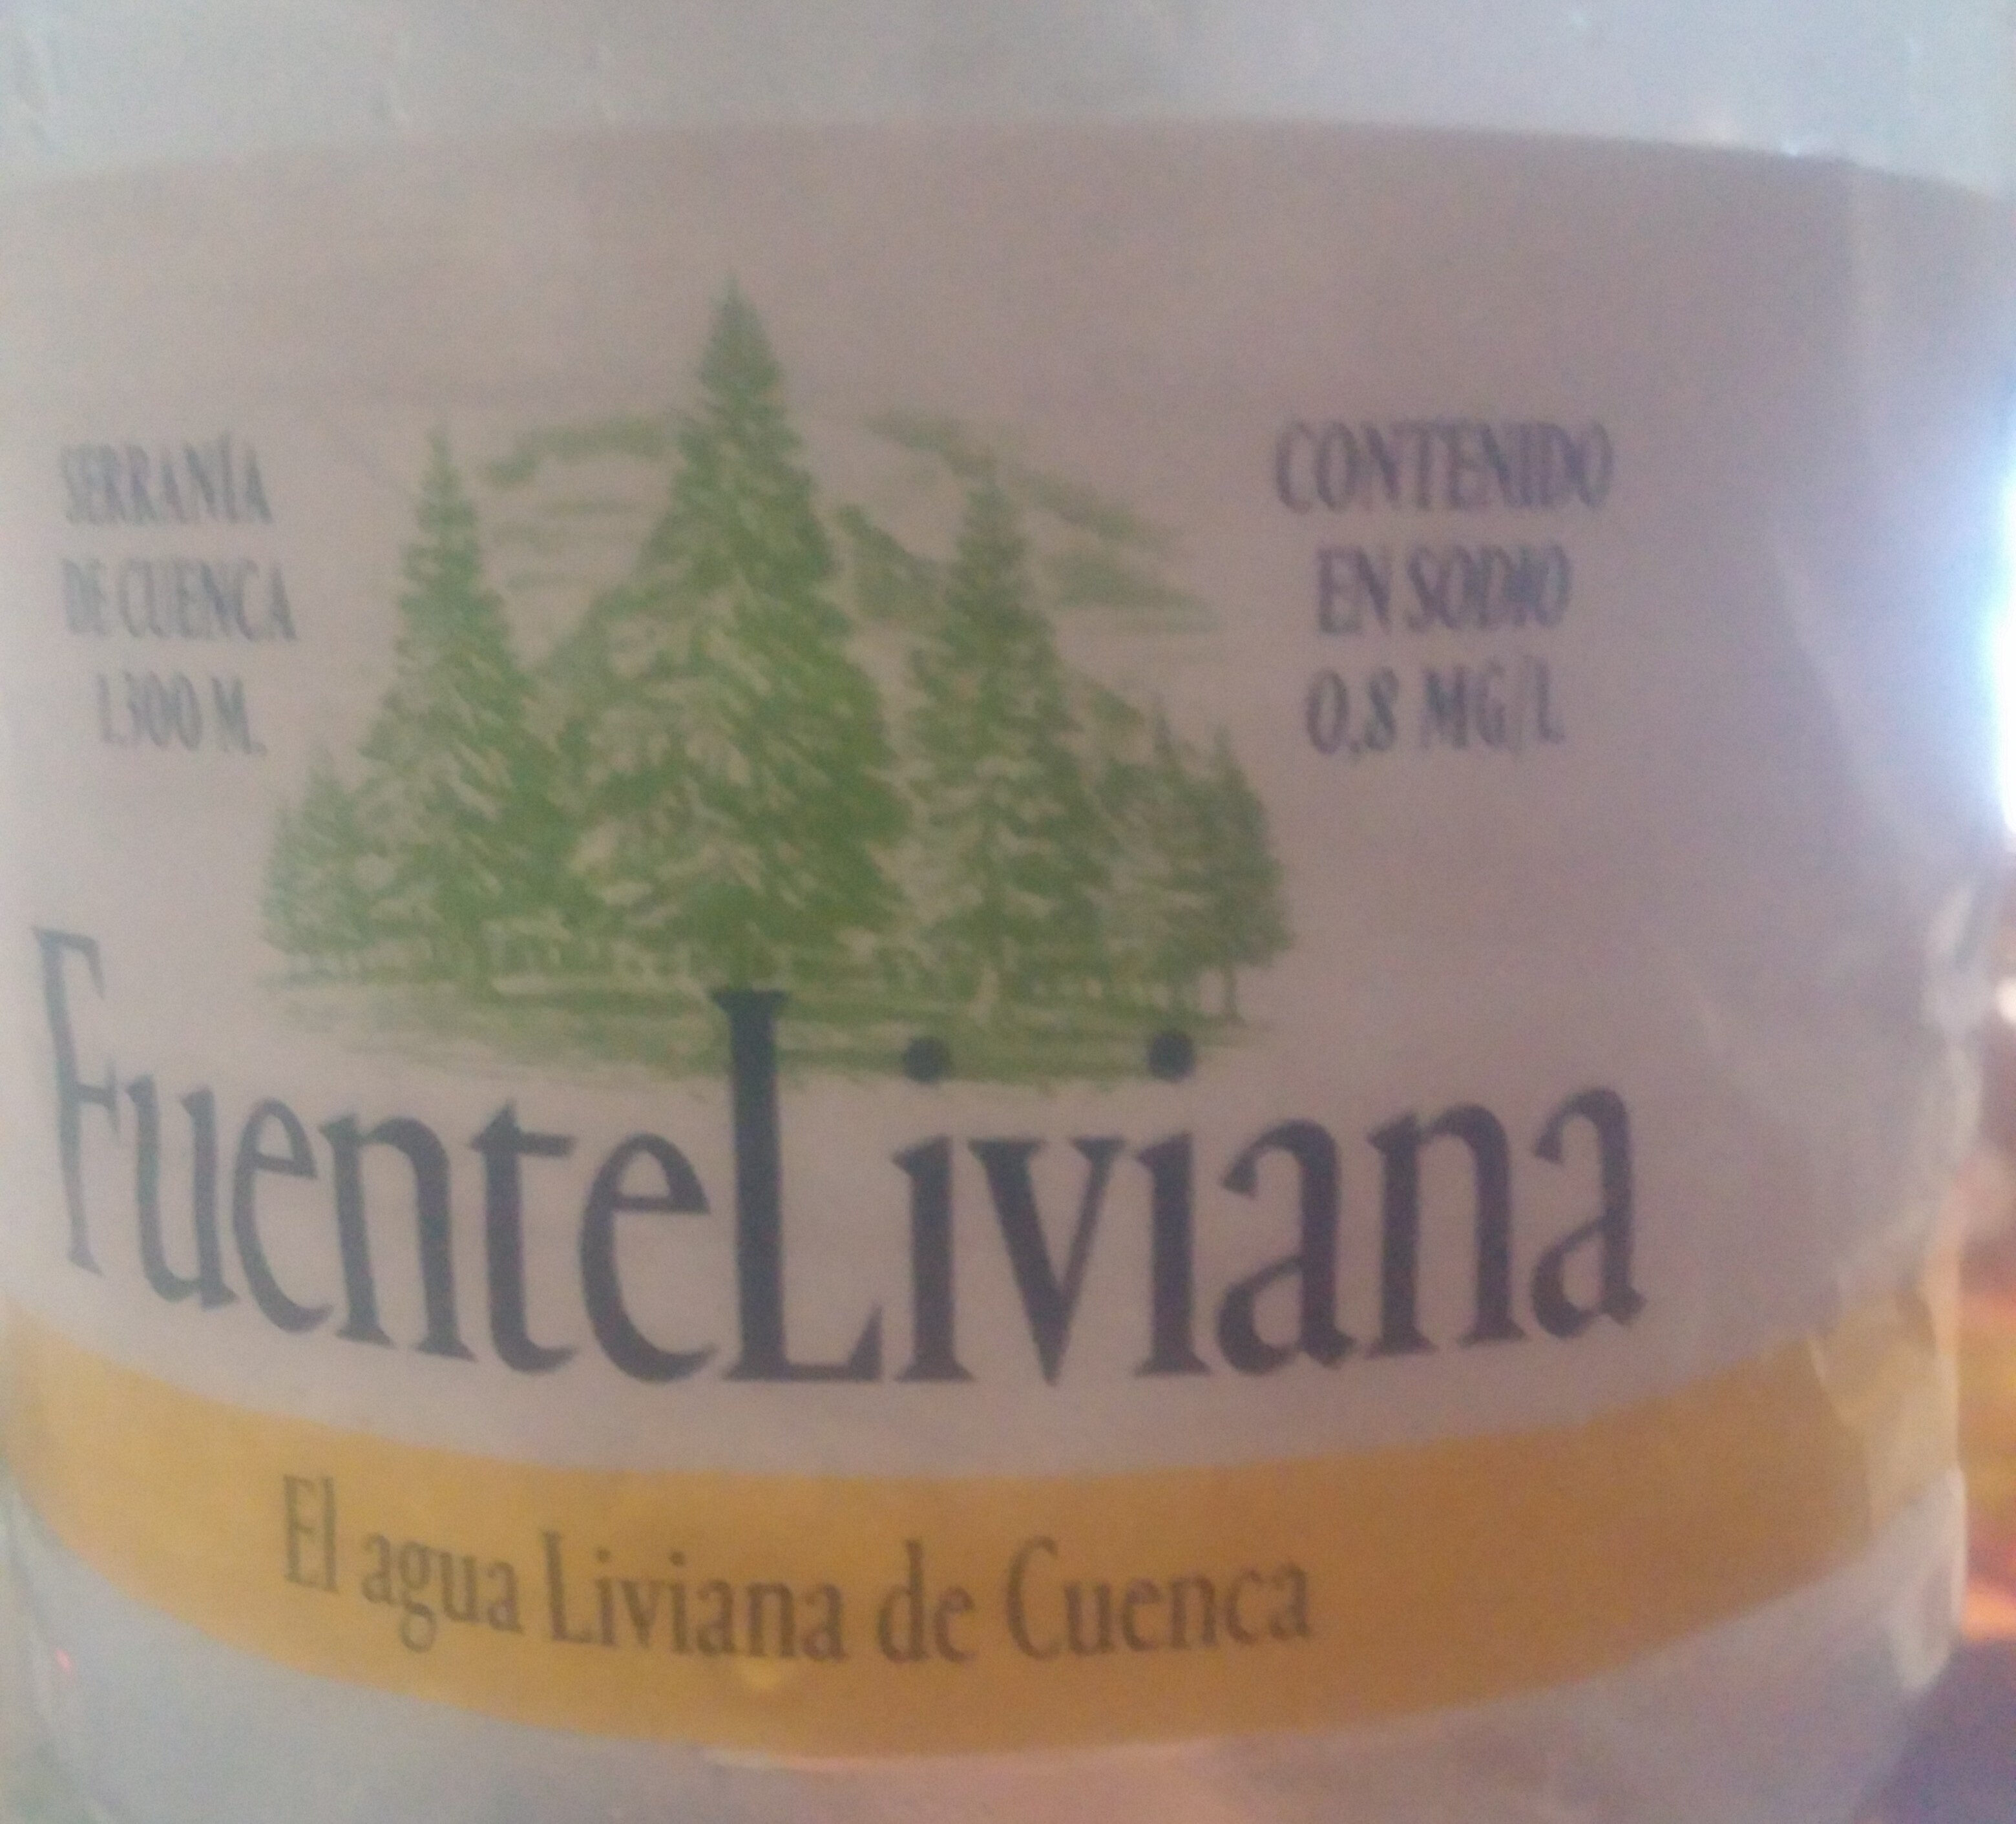 SERRANÍA
DE CUENCA
1.300 M.
CONTENIDO
EN SODIO
0,8 MG/L
FuenteLiviana
El agua Liviana de Cuenca